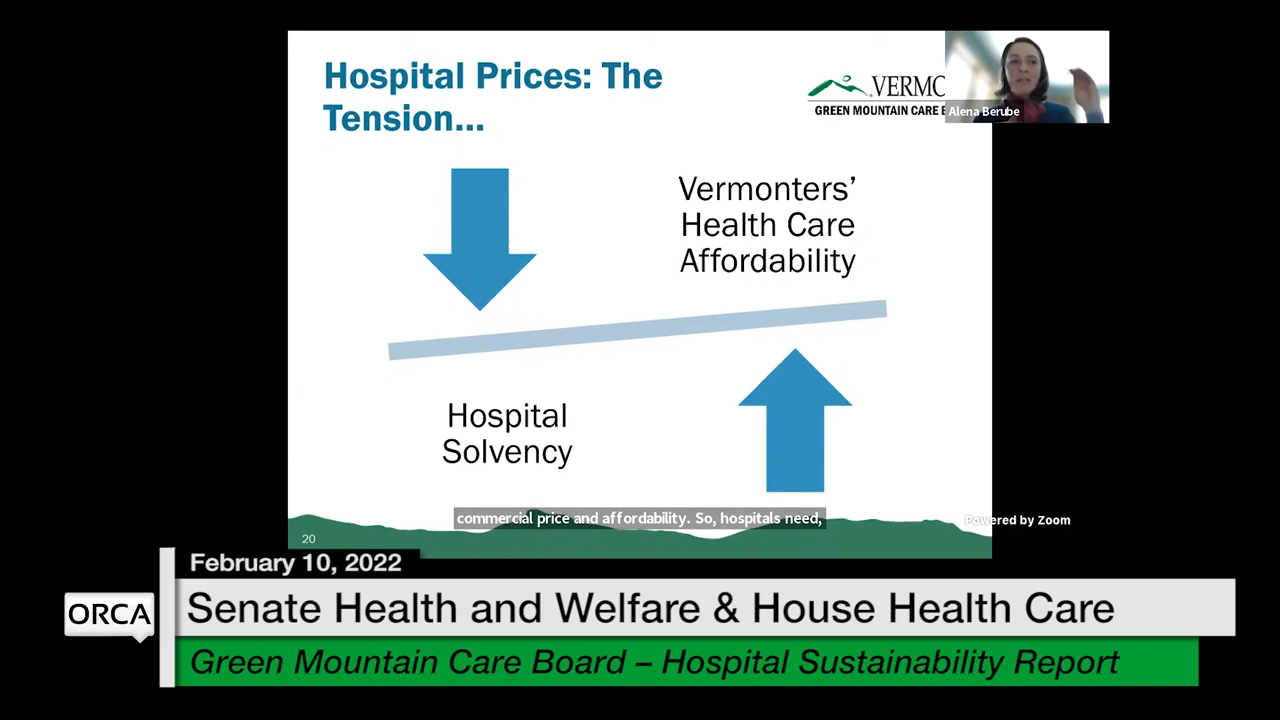 Hospital Prices: The
Tension...
VERMO
GREEN MOUNTAIN CARE B
Alena Berube
Vermonters’
Health Care
Affordability
Hospital
Solvency
commercial price and affordability. So, hospitals need,
Powered by Zoom
20
February 10, 2022
ORCA
Senate Health and Welfare & House Health Care
Green Mountain Care Board – Hospital Sustainability Report